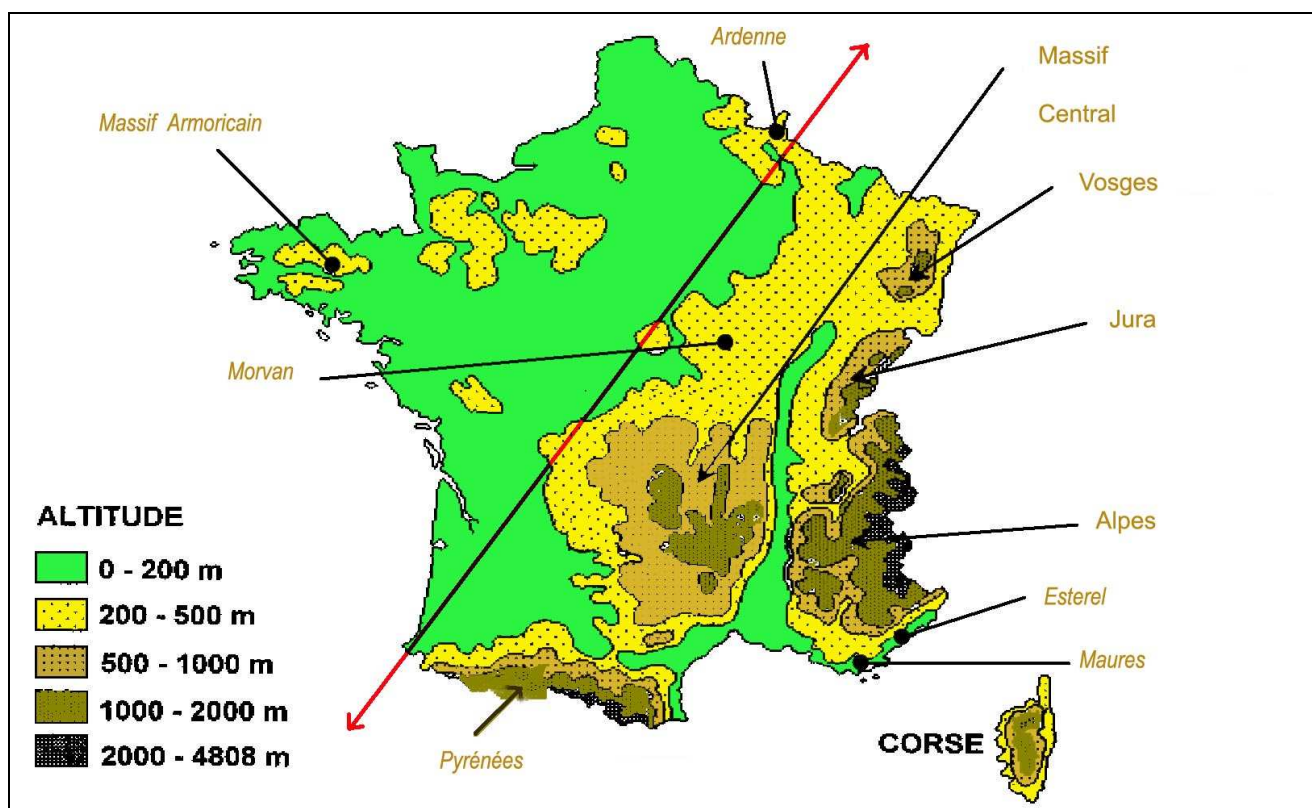 Ardenne
Massif
Central
Massif Armoricain
Vosges
Jura
Morvan
ALTITUDE
0 - 200 m
200 - 500 m
500 - 1000 m
1000 - 2000 m
2000 - 4808 m
Alpes
Esterel
Maures
Pyrénées
CORSE